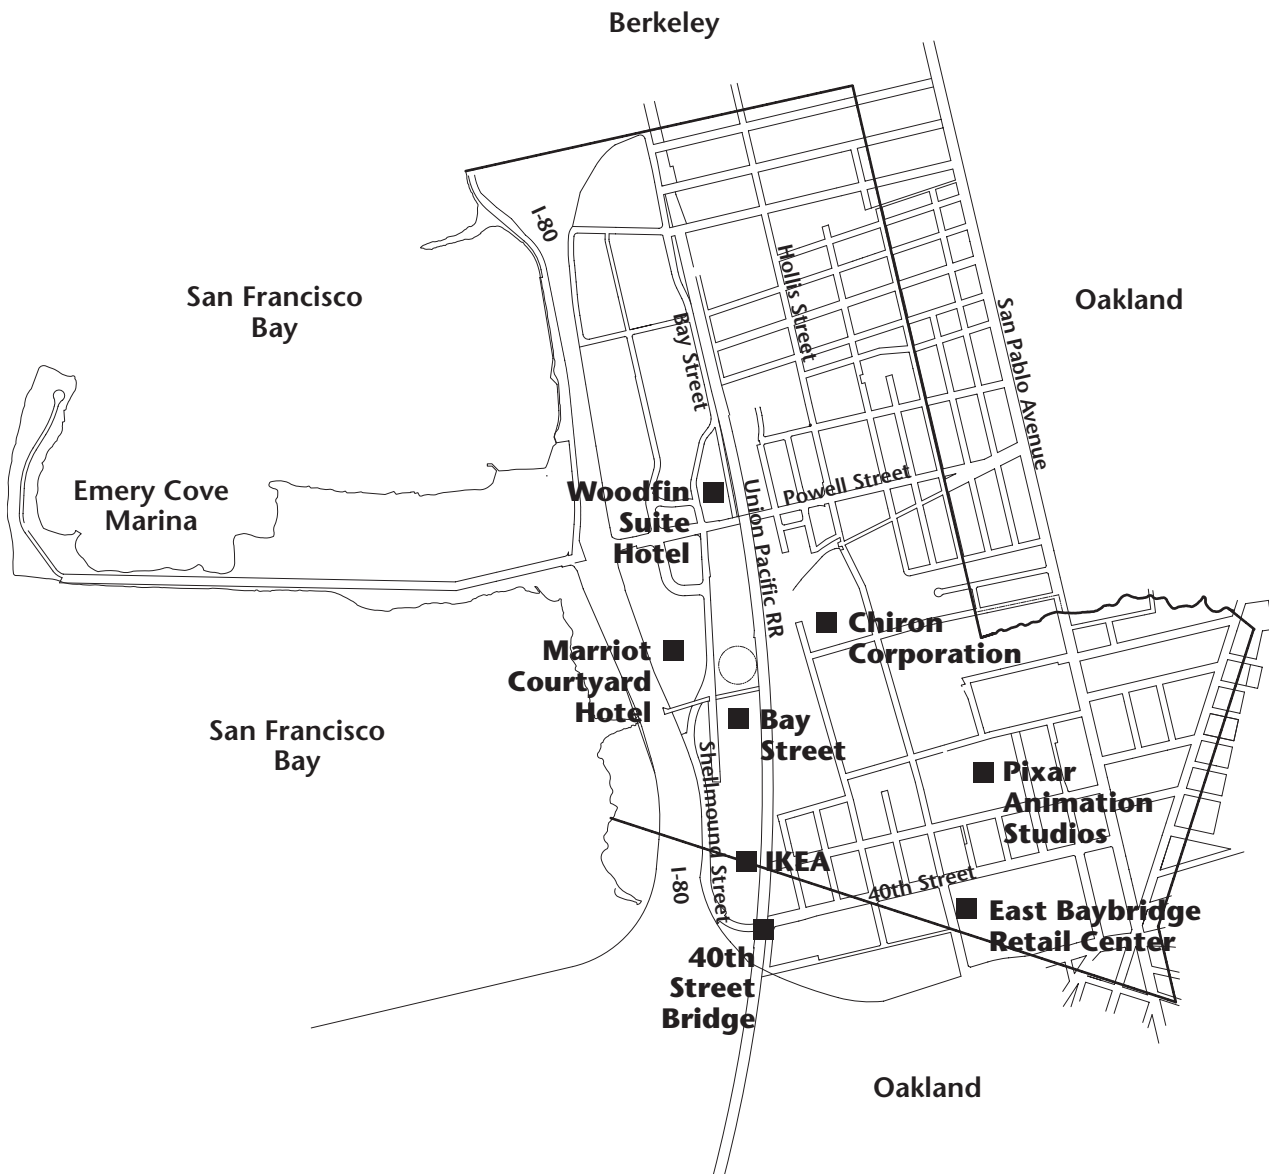 Berkeley
I-80
San Francisco
Bay
Hollis Street
Oakland
Bay Street
San Pablo Avenue
Emery Cove
Marina
Woodfin
Suite
Hotel
Powell Street
Union Pacific RR
Chiron
Corporation
Marriot
Courtyard
Hotel
San Francisco
Bay
Bay
Street
Shellmound Street
Pixar
Animation
Studios
IKEA
I-80
40th Street
East Baybridge
Retail Center
40th
Street
Bridge
Oakland